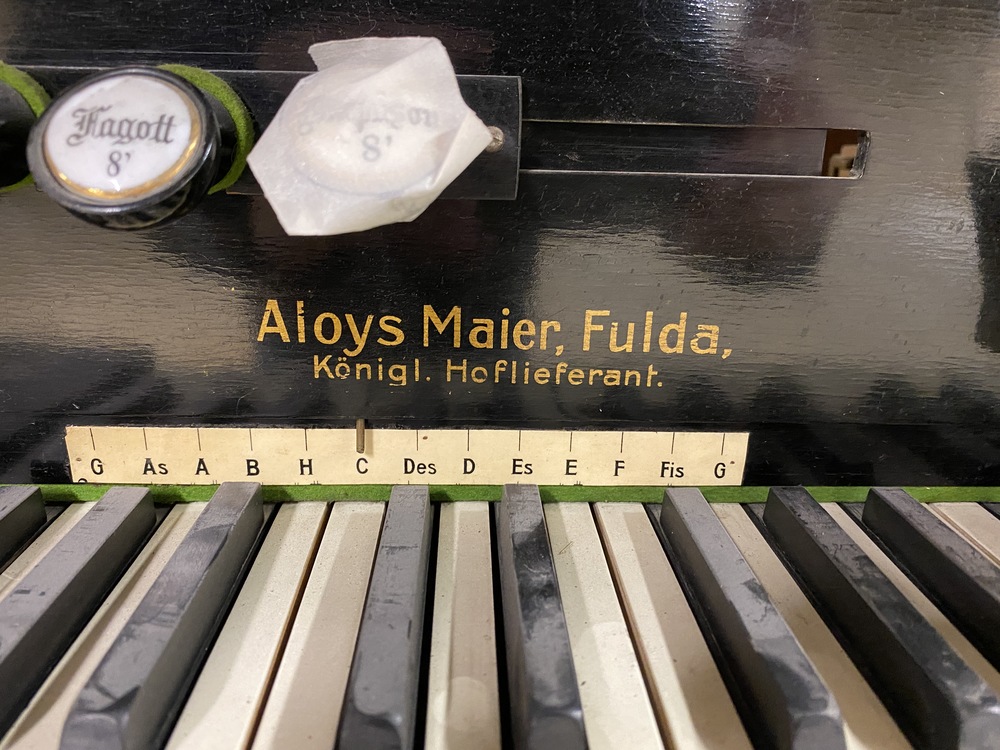 Fagott
8'
8'
Aloys Maier, Fulda,
Königl. Hoflieferant.
G As A B H C Des D Es E F Fis G